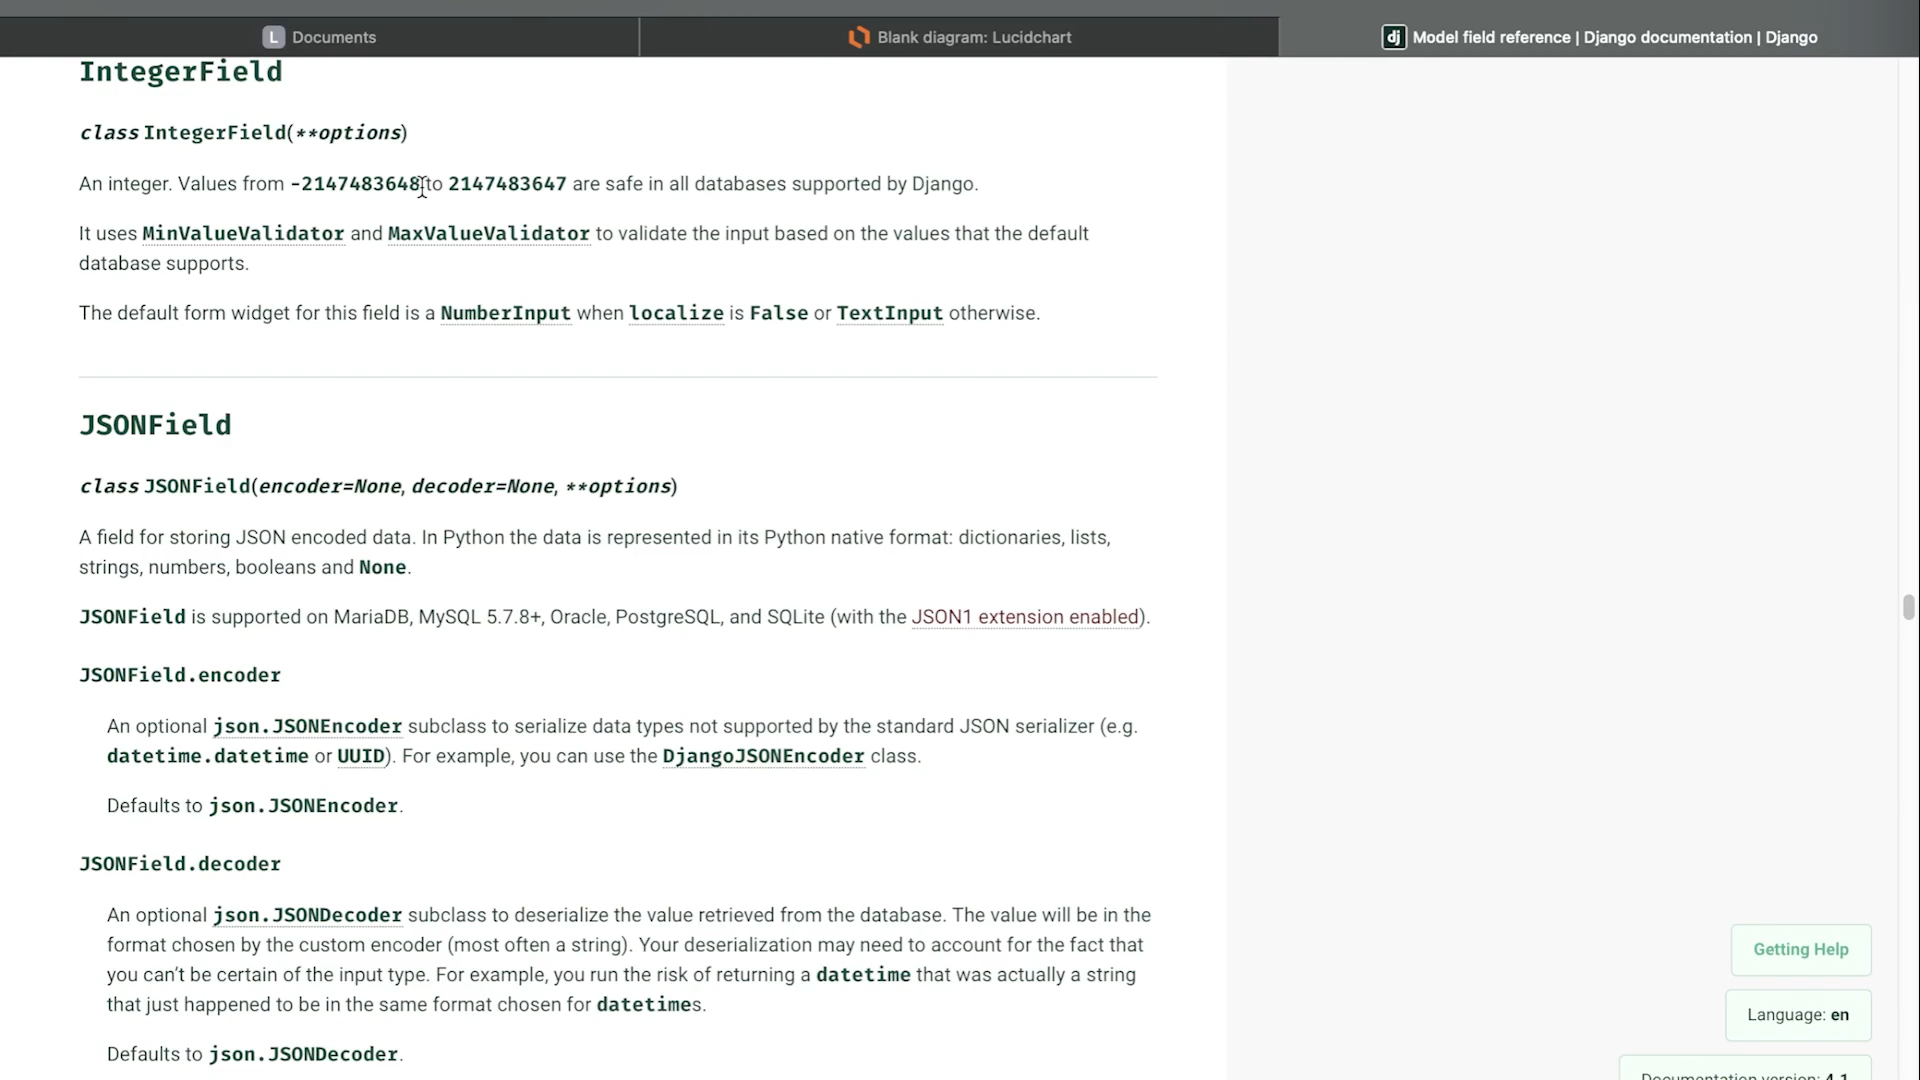 L Documents
Blank diagram: Lucidchart
dj Model field reference | Django documentation | Django
IntegerField
class IntegerField(**options)
An integer. Values from -2147483648 to 2147483647 are safe in all databases supported by Django.
It uses MinValueValidator and MaxValueValidator to validate the input based on the values that the default
database supports.
The default form widget for this field is a NumberInput when localize is False or TextInput otherwise.
JSONField
class JSONField(encoder=None, decoder=None, **options)
A field for storing JSON encoded data. In Python the data is represented in its Python native format: dictionaries, lists,
strings, numbers, booleans and None.
JSONField is supported on MariaDB, MySQL 5.7.8+, Oracle, PostgreSQL, and SQLite (with the JSON1 extension enabled).
JSONField.encoder
An optional json.JSONEncoder subclass to serialize data types not supported by the standard JSON serializer (e.g.
datetime.datetime or UUID). For example, you can use the DjangoJSONEncoder class.
Defaults to json.JSONEncoder.
JSONField.decoder
An optional json.JSONDecoder subclass to deserialize the value retrieved from the database. The value will be in the
format chosen by the custom encoder (most often a string). Your deserialization may need to account for the fact that
you can't be certain of the input type. For example, you run the risk of returning a datetime that was actually a string
that just happened to be in the same format chosen for datetimes.
Defaults to json.JSONDecoder.
Getting Help
Language: en
Documentation version: 4.1